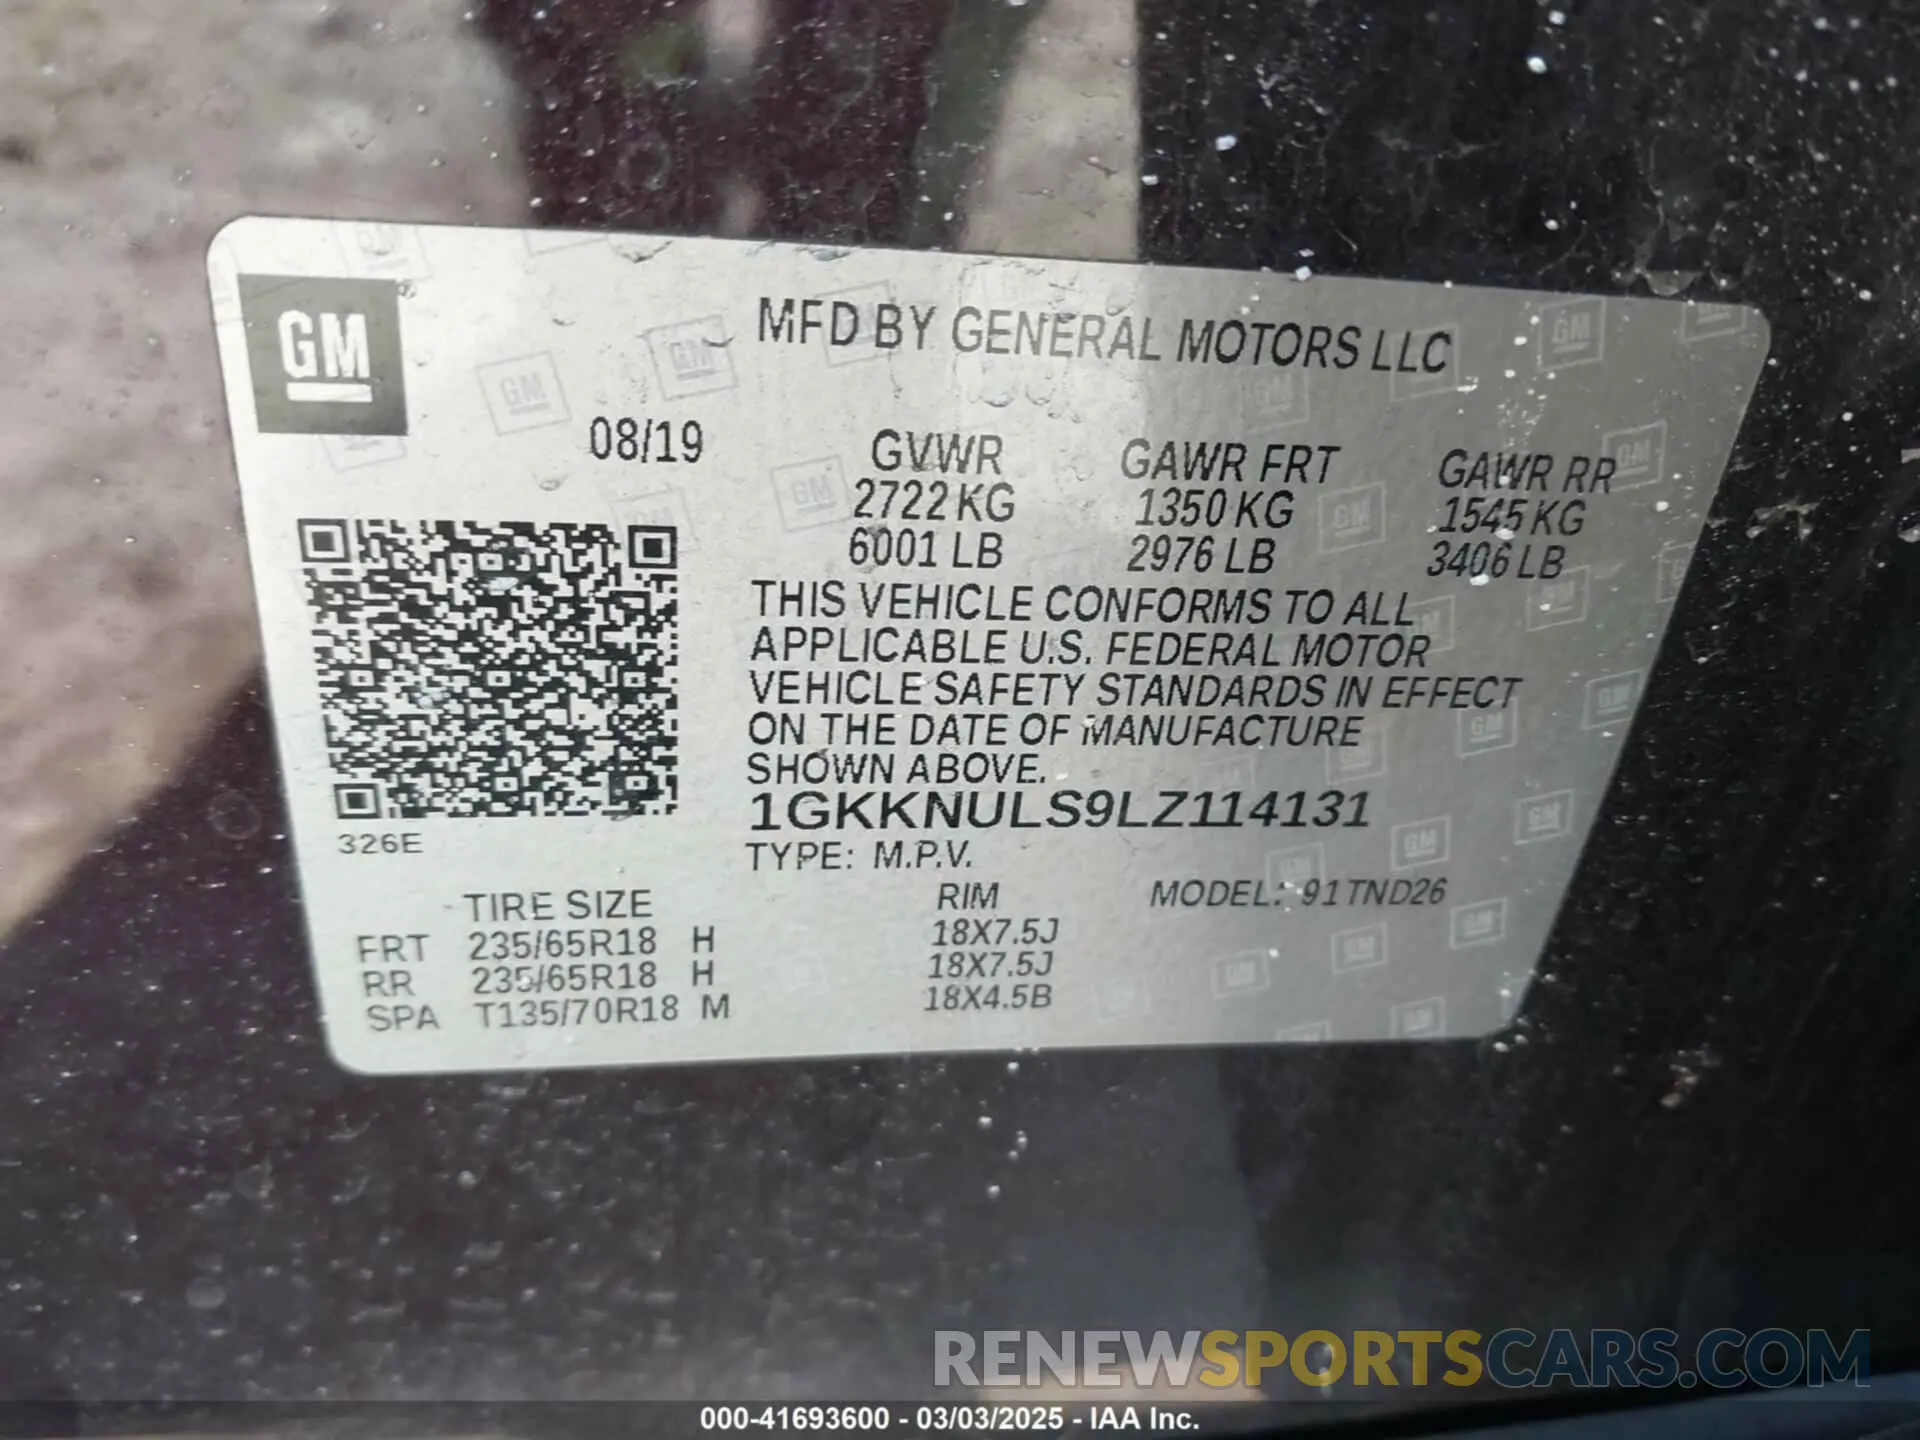 GM
MFD BY GENERAL MOTORS LLC
08/19
GVWR GAWR FRT GAWR RR
2722 KG 1350 KG 1545 KG
6001 LB 2976 LB 3406 LB
THIS VEHICLE CONFORMS TO ALL
APPLICABLE U.S. FEDERAL MOTOR
VEHICLE SAFETY STANDARDS IN EFFECT
ON THE DATE OF MANUFACTURE
SHOWN ABOVE.
1GKKNULS9LZ114131
326E
TYPE: M.P.V.
TIRE SIZE RIM MODEL: 91TND26
FRT 235/65R18 H 18X7.5J
RR 235/65R18 H 18X7.5J
SPA T135/70R18 M 18X4.5B
RENEWSPORTSCARS.COM
000-41693600 - 03/03/2025 - IAA Inc.